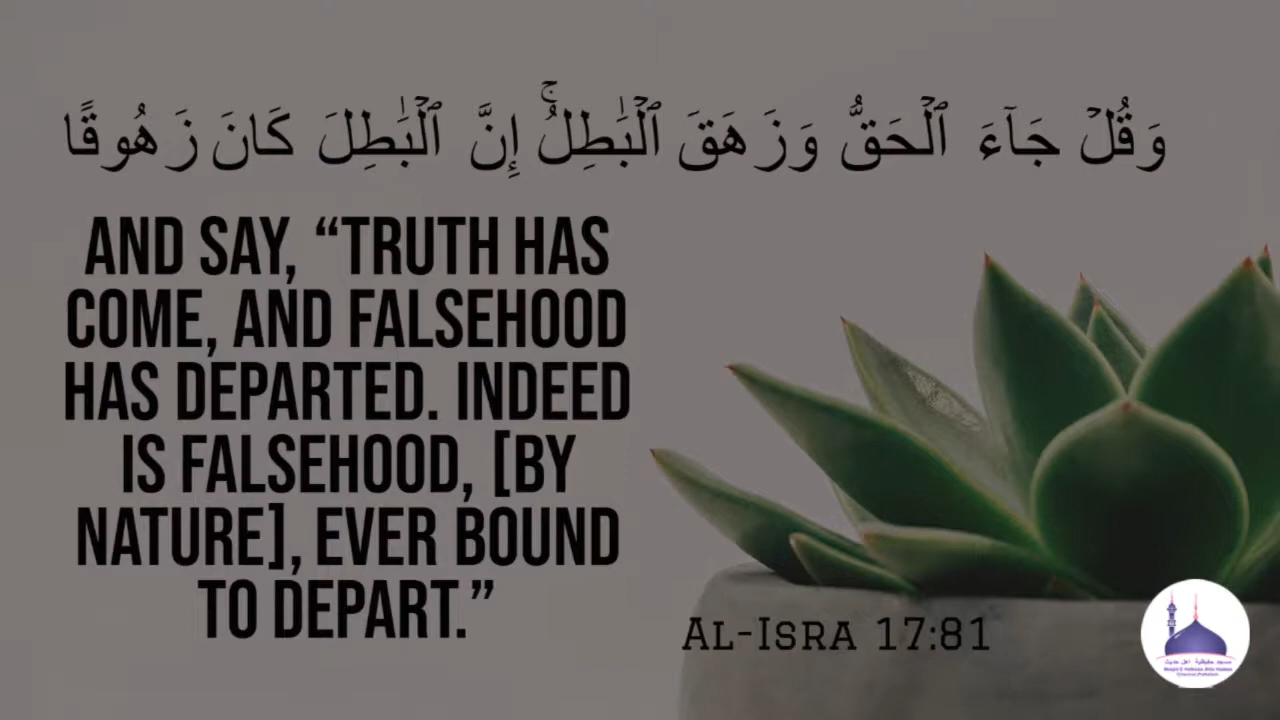 وَقُلْ جَآءَ ٱلْحَقُّ وَزَهَقَ ٱلْبَٰطِلُ ۚ إِنَّ ٱلْبَٰطِلَ كَانَ زَهُوقًا
AND SAY, “TRUTH HAS
COME, AND FALSEHOOD
HAS DEPARTED. INDEED
IS FALSEHOOD, [BY
NATURE], EVER BOUND
TO DEPART.”
AL-ISRA 17:81